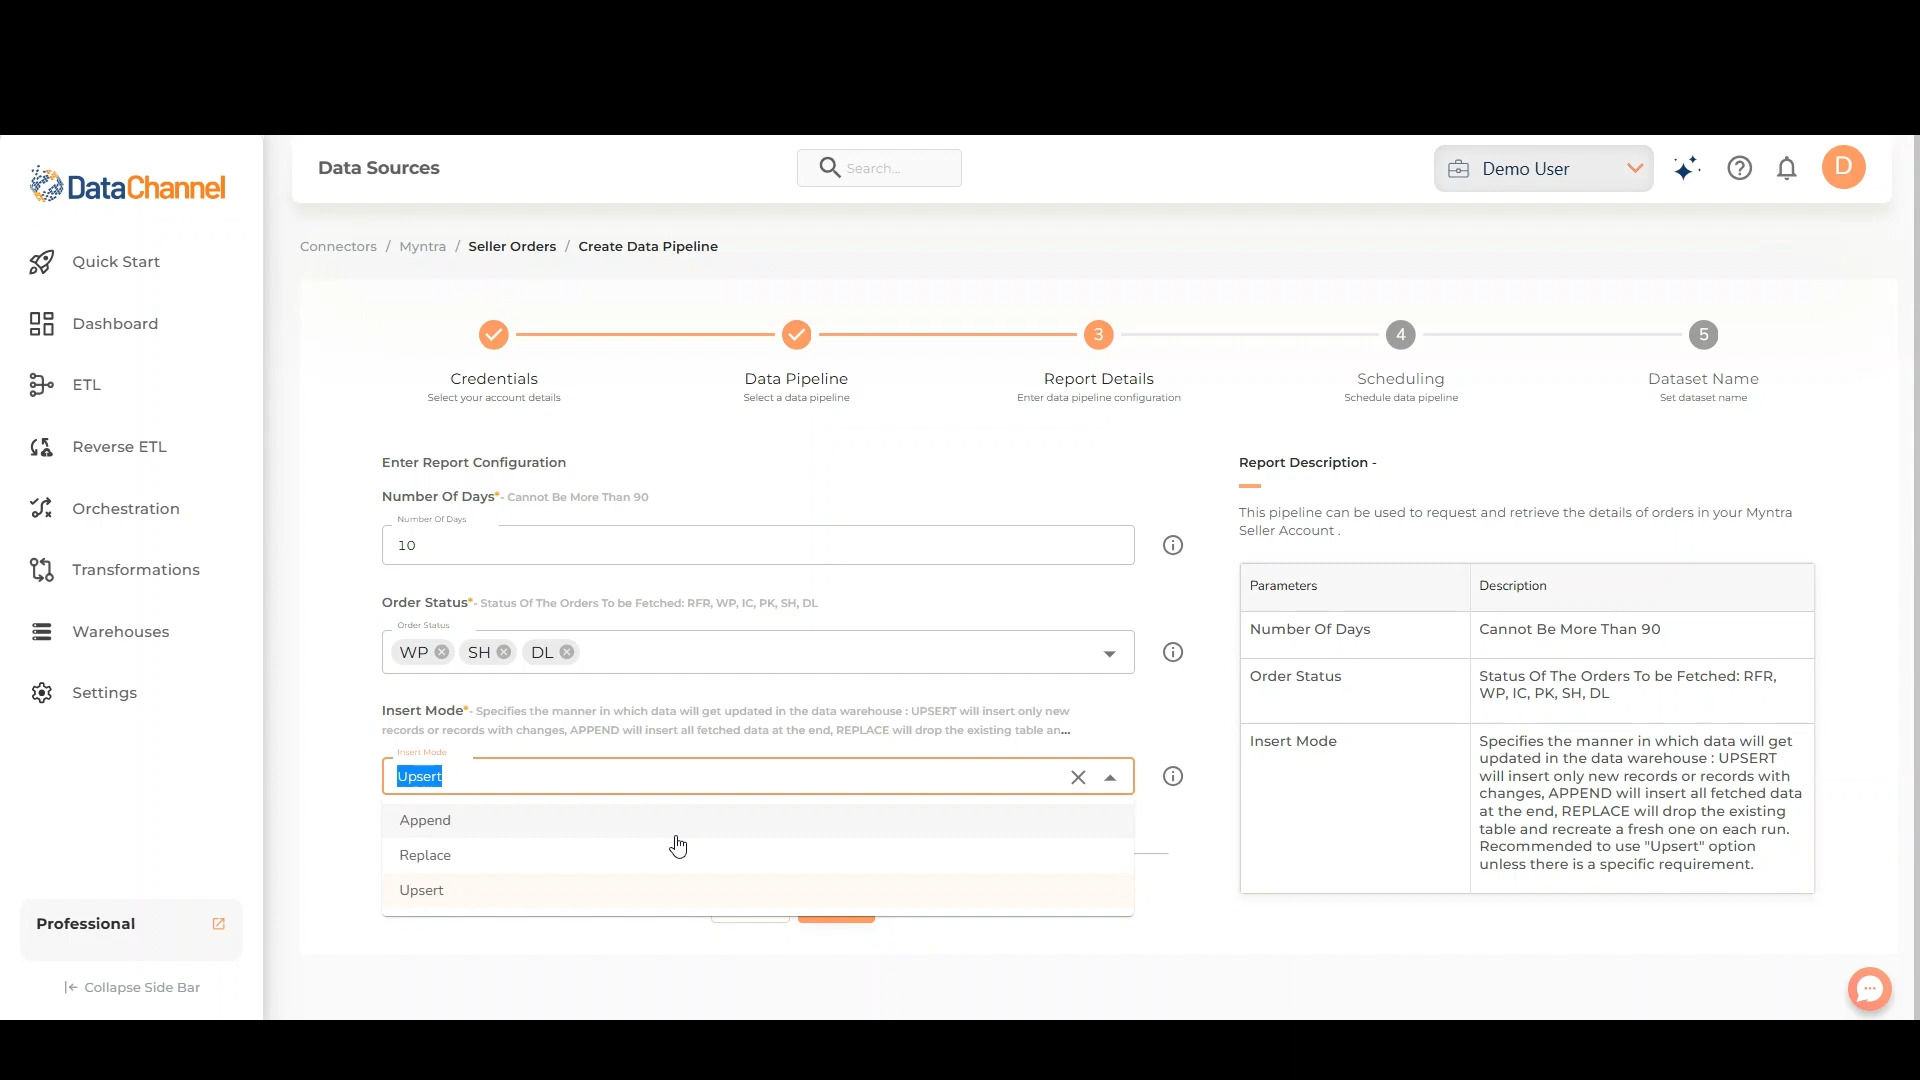 DataChannel
Data Sources
Search...
Demo User
D
Quick Start
Dashboard
ETL
Reverse ETL
Orchestration
Transformations
Warehouses
Settings
Professional
Collapse Side Bar
Connectors / Myntra / Seller Orders / Create Data Pipeline
3
4
5
Credentials
Select your account details
Data Pipeline
Select a data pipeline
Report Details
Enter data pipeline configuration
Scheduling
Schedule data pipeline
Dataset Name
Set dataset name
Enter Report Configuration
Number Of Days*- Cannot Be More Than 90
Number Of Days
10
Order Status*- Status Of The Orders To be Fetched: RFR, WP, IC, PK, SH, DL
Order Status
WP SH DL
Insert Mode*- Specifies the manner in which data will get updated in the data warehouse : UPSERT will insert only new
records or records with changes, APPEND will insert all fetched data at the end, REPLACE will drop the existing table an...
Insert Mode
Upsert
Append
Replace
Upsert
Report Description -
This pipeline can be used to request and retrieve the details of orders in your Myntra
Seller Account .
Parameters Description
Number Of Days Cannot Be More Than 90
Order Status Status Of The Orders To be Fetched: RFR,
WP, IC, PK, SH, DL
Insert Mode Specifies the manner in which data will get
updated in the data warehouse : UPSERT
will insert only new records or records with
changes, APPEND will insert all fetched data
at the end, REPLACE will drop the existing
table and recreate a fresh one on each run.
Recommended to use "Upsert" option
unless there is a specific requirement.